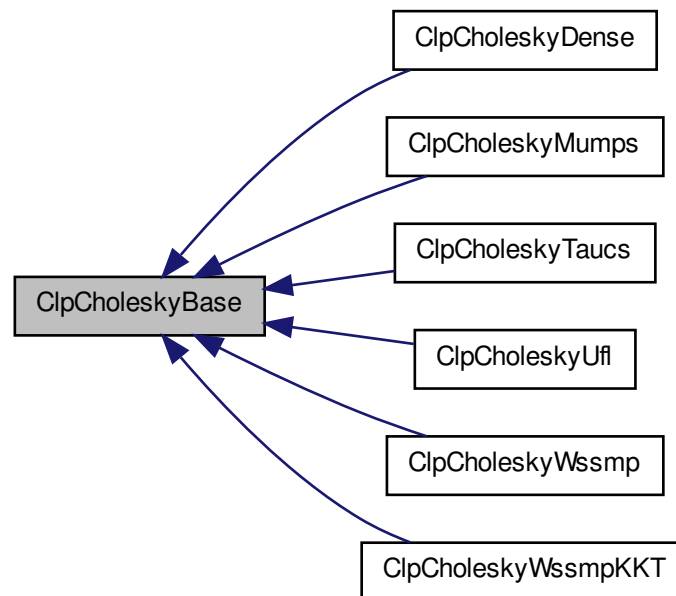 ClpCholeskyDense
ClpCholeskyMumps
ClpCholeskyTaucs
ClpCholeskyBase
ClpCholeskyUfl
ClpCholeskyWssmp
ClpCholeskyWssmpKKT